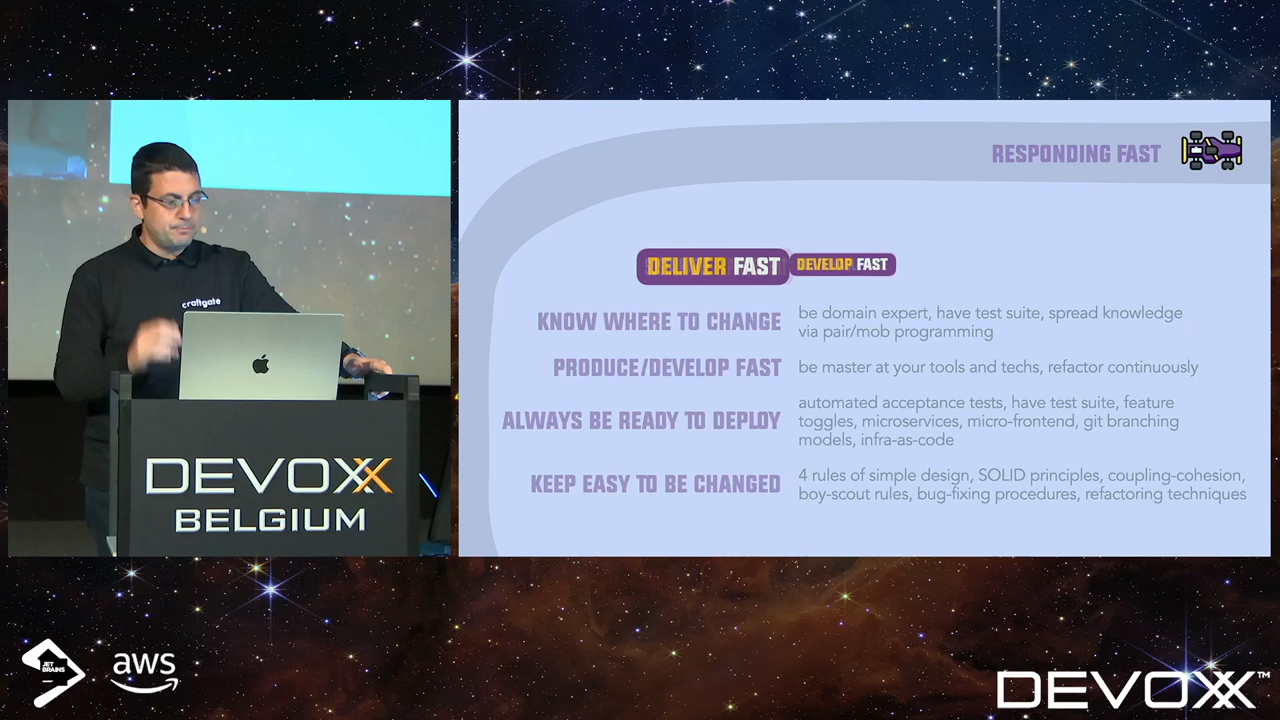 craftgate
DEVOXX
BELGIUM
RESPONDING FAST
DELIVER FAST DEVELOP FAST
KNOW WHERE TO CHANGE
be domain expert, have test suite, spread knowledge
via pair/mob programming
PRODUCE/DEVELOP FAST
be master at your tools and techs, refactor continuously
ALWAYS BE READY TO DEPLOY
automated acceptance tests, have test suite, feature
toggles, microservices, micro-frontend, git branching
models, infra-as-code
KEEP EASY TO BE CHANGED
4 rules of simple design, SOLID principles, coupling-cohesion,
boy-scout rules, bug-fixing procedures, refactoring techniques
JET
BRAINS
aws
DEVOXX™